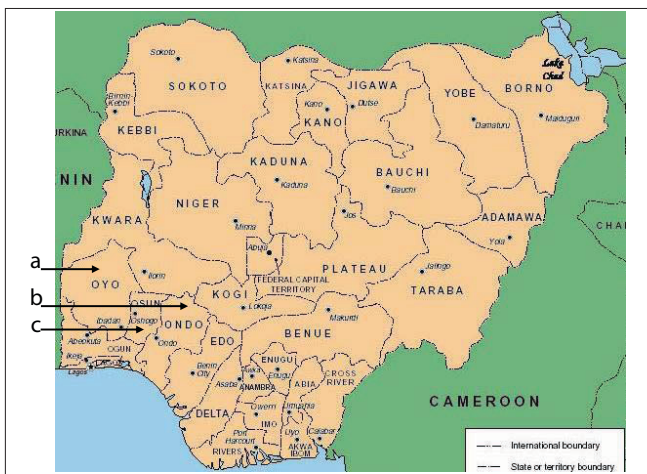 Sokoto
Katsina
Lake
Chad
SOKOTO
KATSINA
JIGAWA
YOBE
BORNO
Birnin
Kebbi
Kano
Dutse
KANO
Damaturu
Maiduguri
URKINA
KEBBI
KADUNA
Kaduna
BAUCHI
Bauchi
NIN
NIGER
KWARA
Minna
Jos
ADAMAWA
Yola
CHA
Abuja
a
FEDERAL CAPITAL
TERRITORY
PLATEAU
Jalingo
OYO
Ilorin
KOGI
TARABA
b
OSUN
Lokoja
Makurdi
c
Ibadan
Oshogo
ONDO
BENUE
Abeokuta
OGUN
Ondo
EDO
Ikeja
Lagos
ENUGU
Enugu
Benin
City
Asaba
ANAMBRA
ABIA
CROSS
RIVER
CAMEROON
DELTA
Owerri
Umuahia
IMO
Port
Harcourt
Uyo
Calabar
RIVERS
AKWA
IBOM
International boundary
State or territory boundary